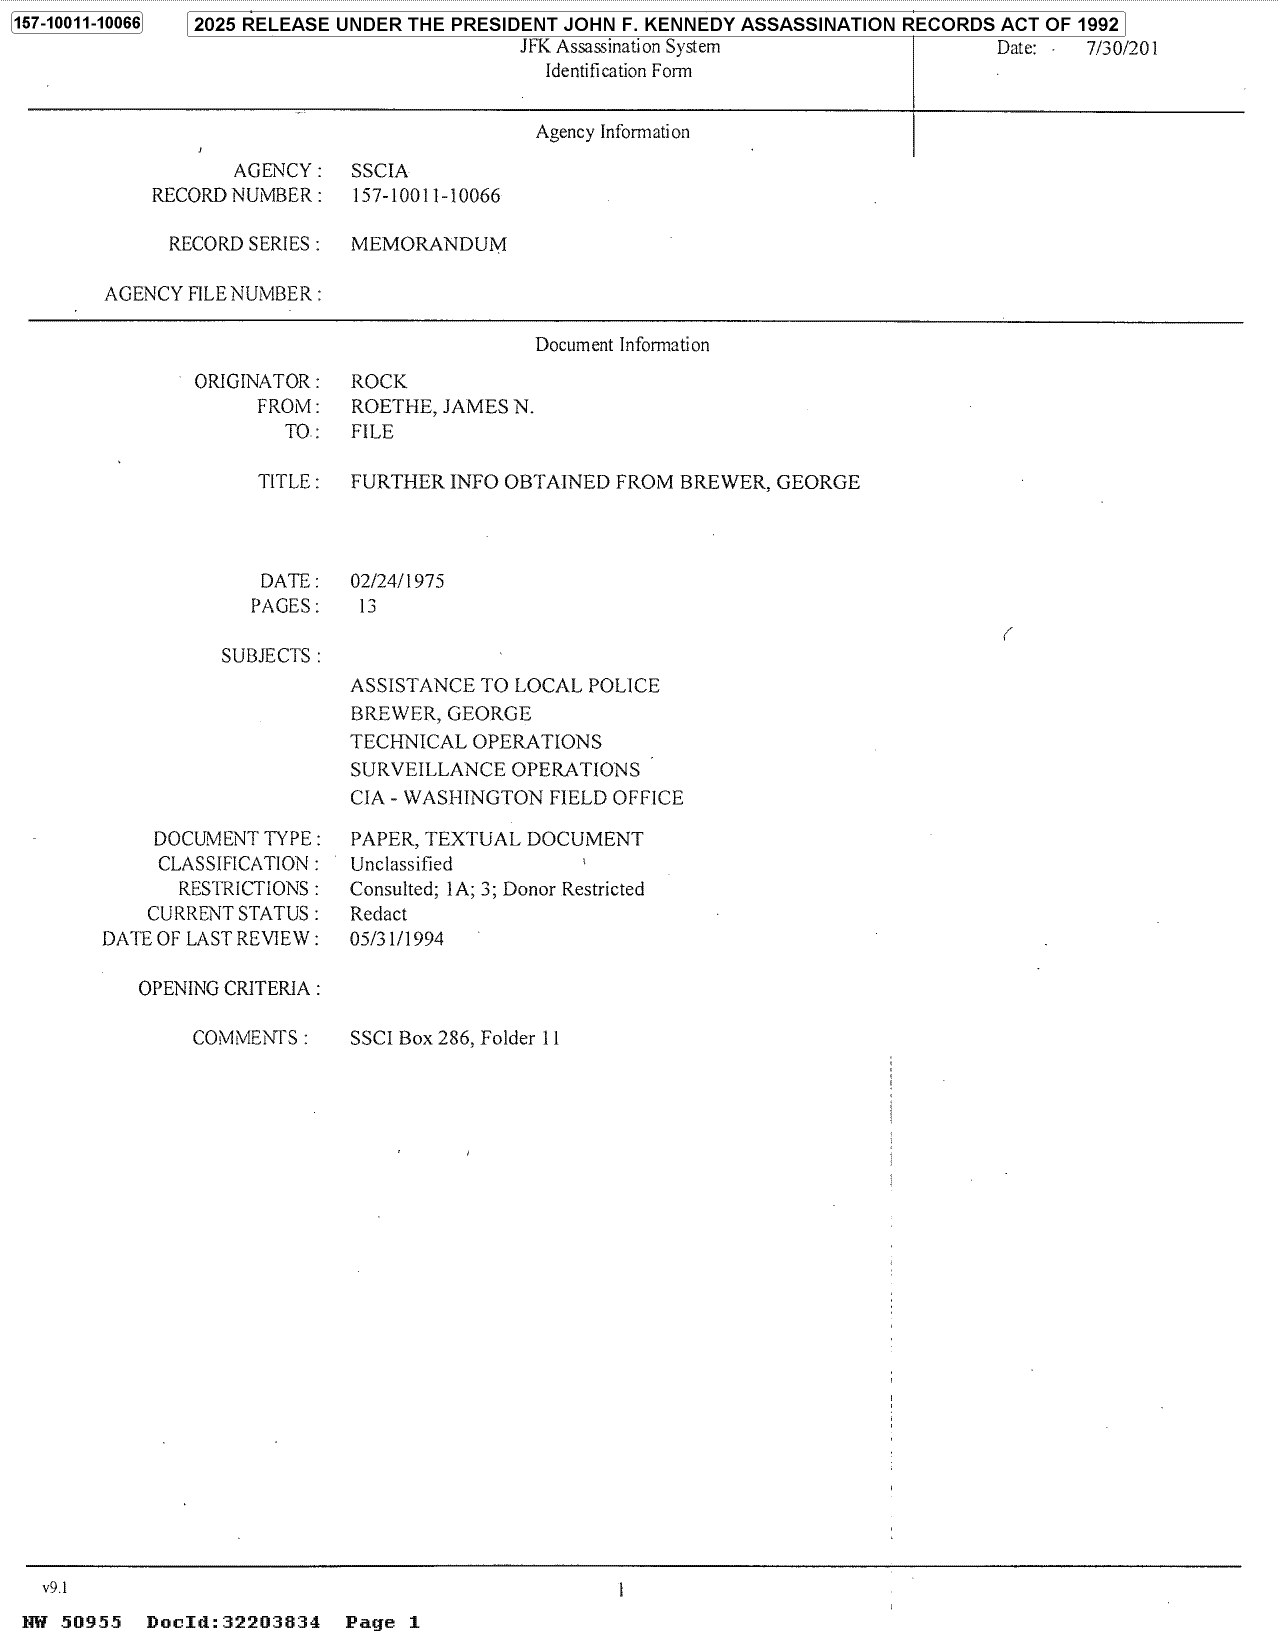 157-10011-10066
2025 RELEASE UNDER THE PRESIDENT JOHN F. KENNEDY ASSASSINATION RECORDS ACT OF 1992
JFK Assassination System
Date: 7/30/201
Identification Form
Agency Information
AGENCY : SSCIA
RECORD NUMBER : 157-10011-10066
RECORD SERIES : MEMORANDUM
AGENCY FILE NUMBER :
Document Information
ORIGINATOR : ROCK
FROM : ROETHE, JAMES N.
TO : FILE
TITLE : FURTHER INFO OBTAINED FROM BREWER, GEORGE
DATE : 02/24/1975
PAGES : 13
SUBJECTS :
ASSISTANCE TO LOCAL POLICE
BREWER, GEORGE
TECHNICAL OPERATIONS
SURVEILLANCE OPERATIONS
CIA - WASHINGTON FIELD OFFICE
DOCUMENT TYPE : PAPER, TEXTUAL DOCUMENT
CLASSIFICATION : Unclassified
RESTRICTIONS : Consulted; 1A; 3; Donor Restricted
CURRENT STATUS : Redact
DATE OF LAST REVIEW : 05/31/1994
OPENING CRITERIA :
COMMENTS : SSCI Box 286, Folder 11
v9.1 1
NW 50955 DocId:32203834 Page 1